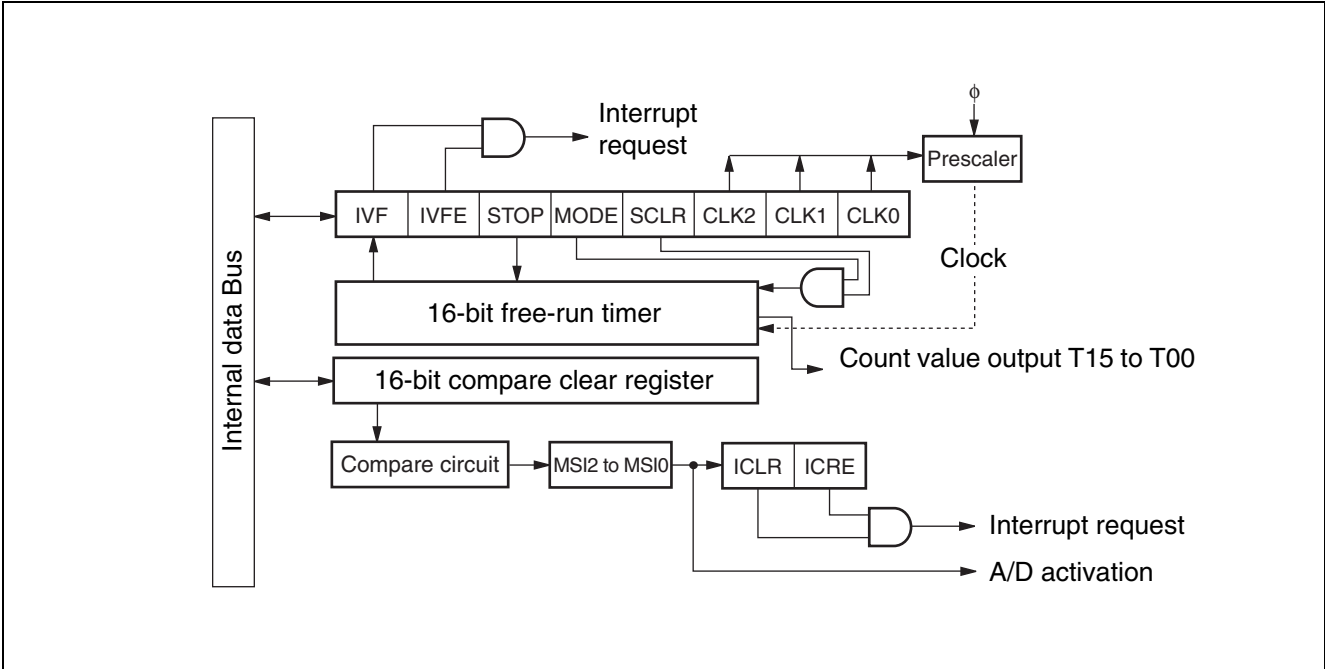 ϕ
Interrupt
request
Prescaler
IVF IVFE STOP MODE SCLR CLK2 CLK1 CLK0
Clock
16-bit free-run timer
Count value output T15 to T00
16-bit compare clear register
Internal data Bus
Compare circuit MSI2 to MSI0 ICLR ICRE
Interrupt request
A/D activation